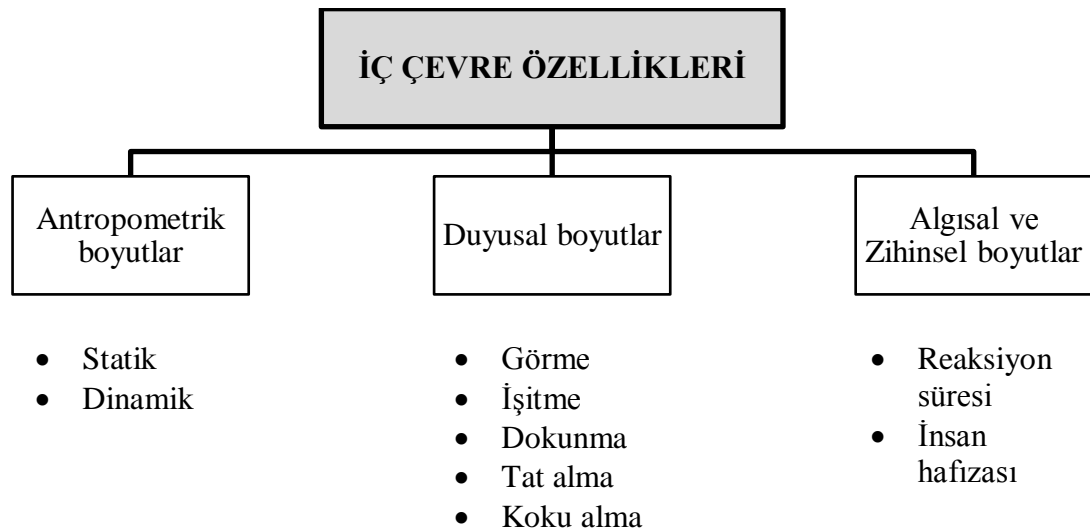 İÇ ÇEVRE ÖZELLİKLERİ
Antropometrik
boyutlar
• Statik
• Dinamik
Duyusal boyutlar
• Görme
• İşitme
• Dokunma
• Tat alma
• Koku alma
Algısal ve
Zihinsel boyutlar
• Reaksiyon
süresi
• İnsan
hafızası